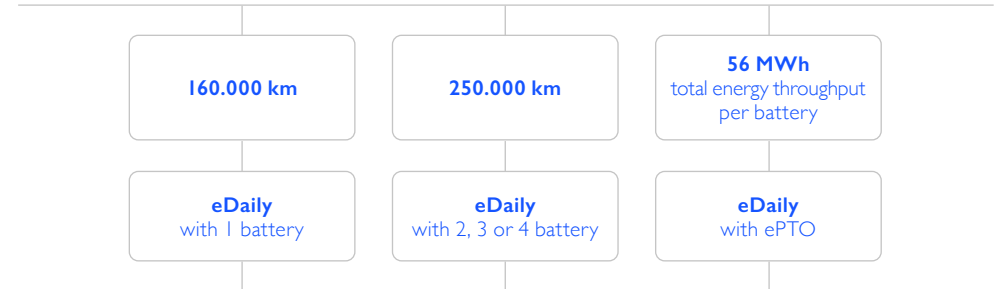 160.000 km
250.000 km
56 MWh
total energy throughput
per battery
eDaily
with 1 battery
eDaily
with 2, 3 or 4 battery
eDaily
with ePTO